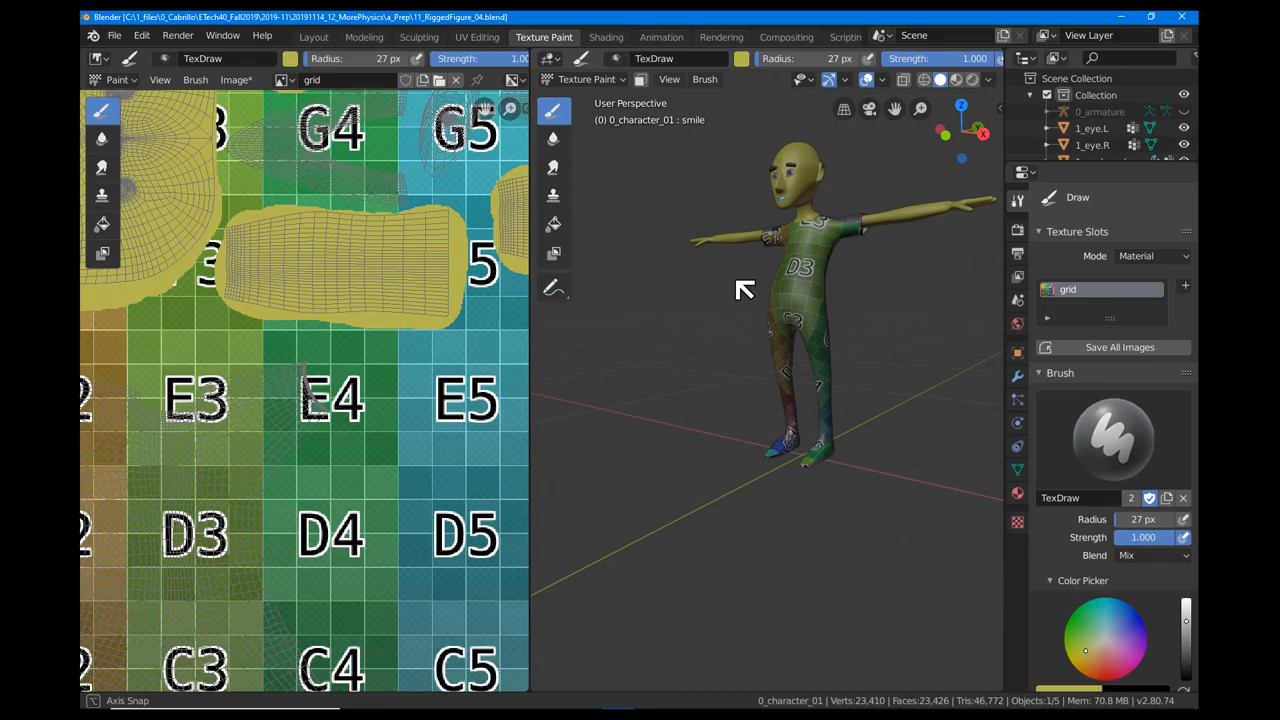 Blender [C:\1_files\0_Cabrillo\ETech40_Fall2019\2019-11\20191114_12_MorePhysics\a_Prep\11_RiggedFigure_04.blend]
File Edit Render Window Help Layout Modeling Sculpting UV Editing Texture Paint Shading Animation Rendering Compositing Scriptin Scene View Layer
TexDraw Radius: 27 px Strength: 1.00 TexDraw Radius: 27 px Strength: 1.000
Paint View Brush Image* grid Texture Paint View Brush
Scene Collection
Collection
0_armature
1_eye.L
1_eye.R
User Perspective
(0) 0_character_01 : smile
Z
X
G4 G5
E3
D3
C3
3 5
E3 E4 E5
D3 D4 D5
C3 C4 C5
Draw
Texture Slots
Mode Material
grid
Save All Images
Brush
TexDraw 2
Radius 27 px
Strength 1.000
Blend Mix
Color Picker
Axis Snap 0_character_01 | Verts:23,410 | Faces:23,426 | Tris:46,772 | Objects:1/5 | Mem: 70.8 MB | v2.80.74